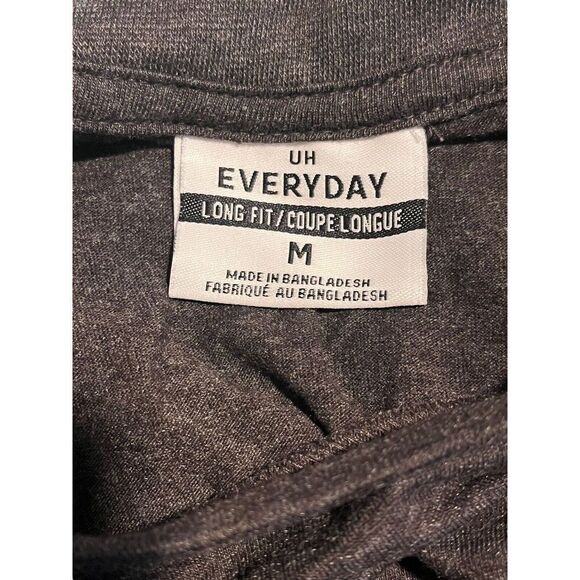 UH
EVERYDAY
LONG FIT/COUPE LONGUE
M
MADE IN BANGLADESH
FABRIQUÉ AU BANGLADESH